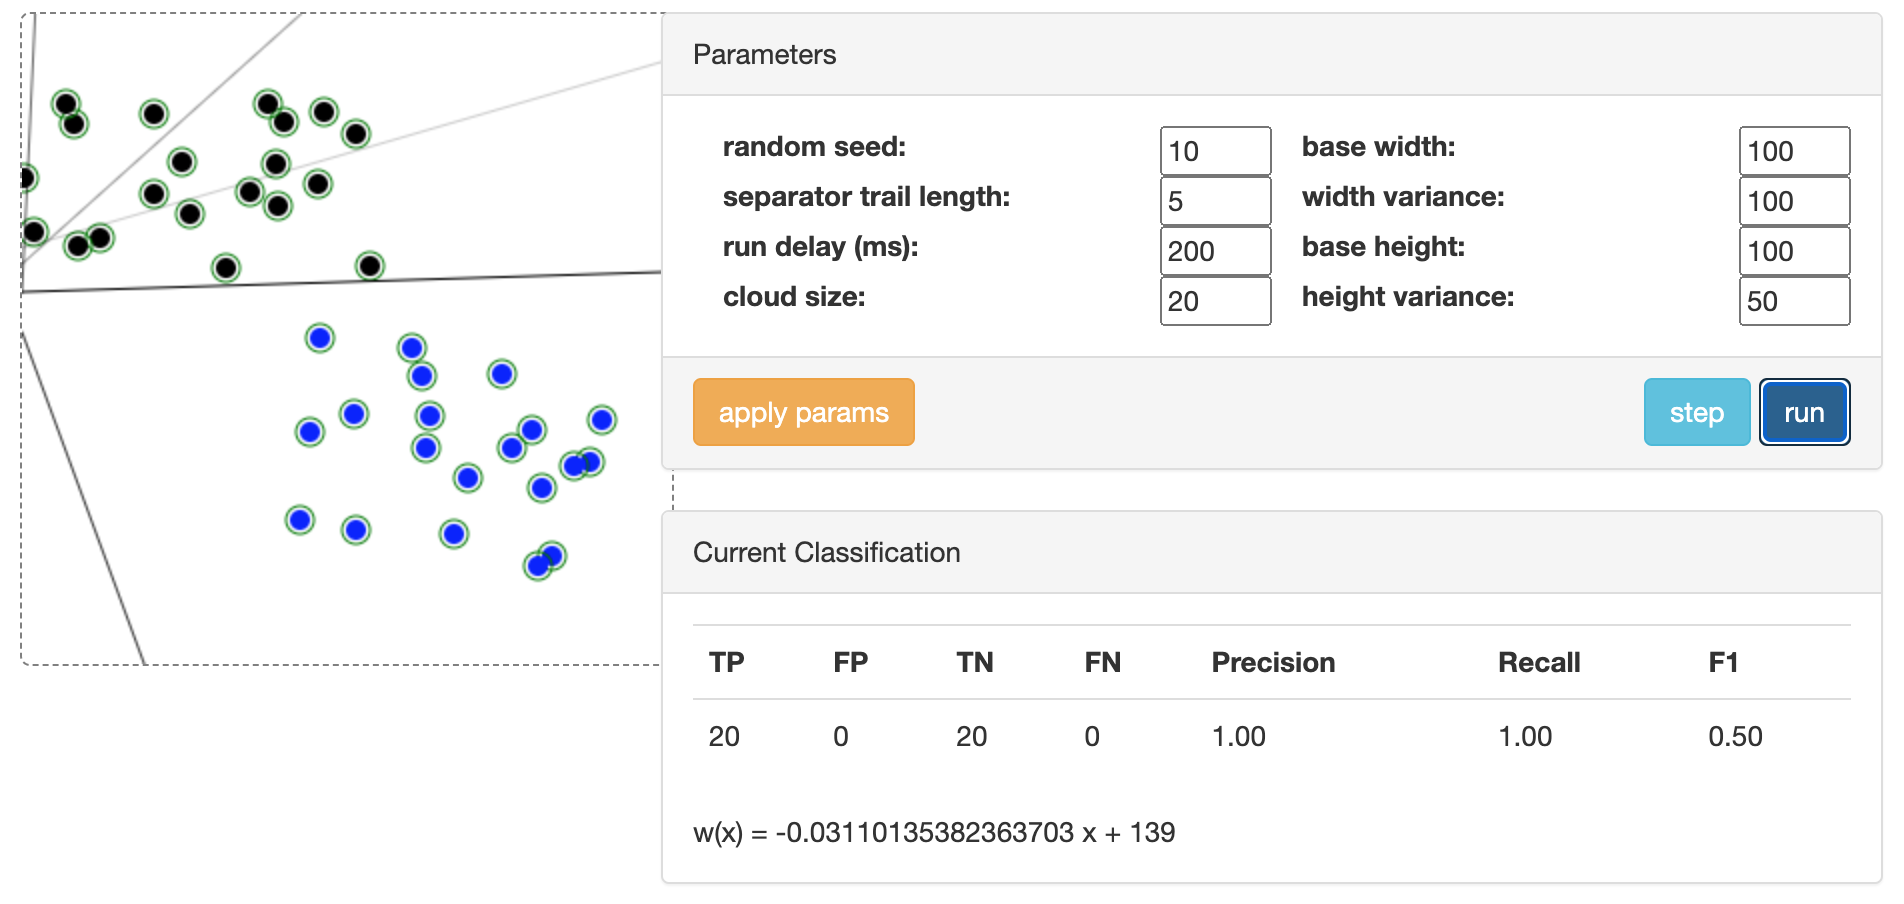 Parameters
random seed: 10 base width: 100
separator trail length: 5 width variance: 100
run delay (ms): 200 base height: 100
cloud size: 20 height variance: 50
apply params step run
Current Classification
TP FP TN FN Precision Recall F1
20 0 20 0 1.00 1.00 0.50
w(x) = -0.03110135382363703 x + 139